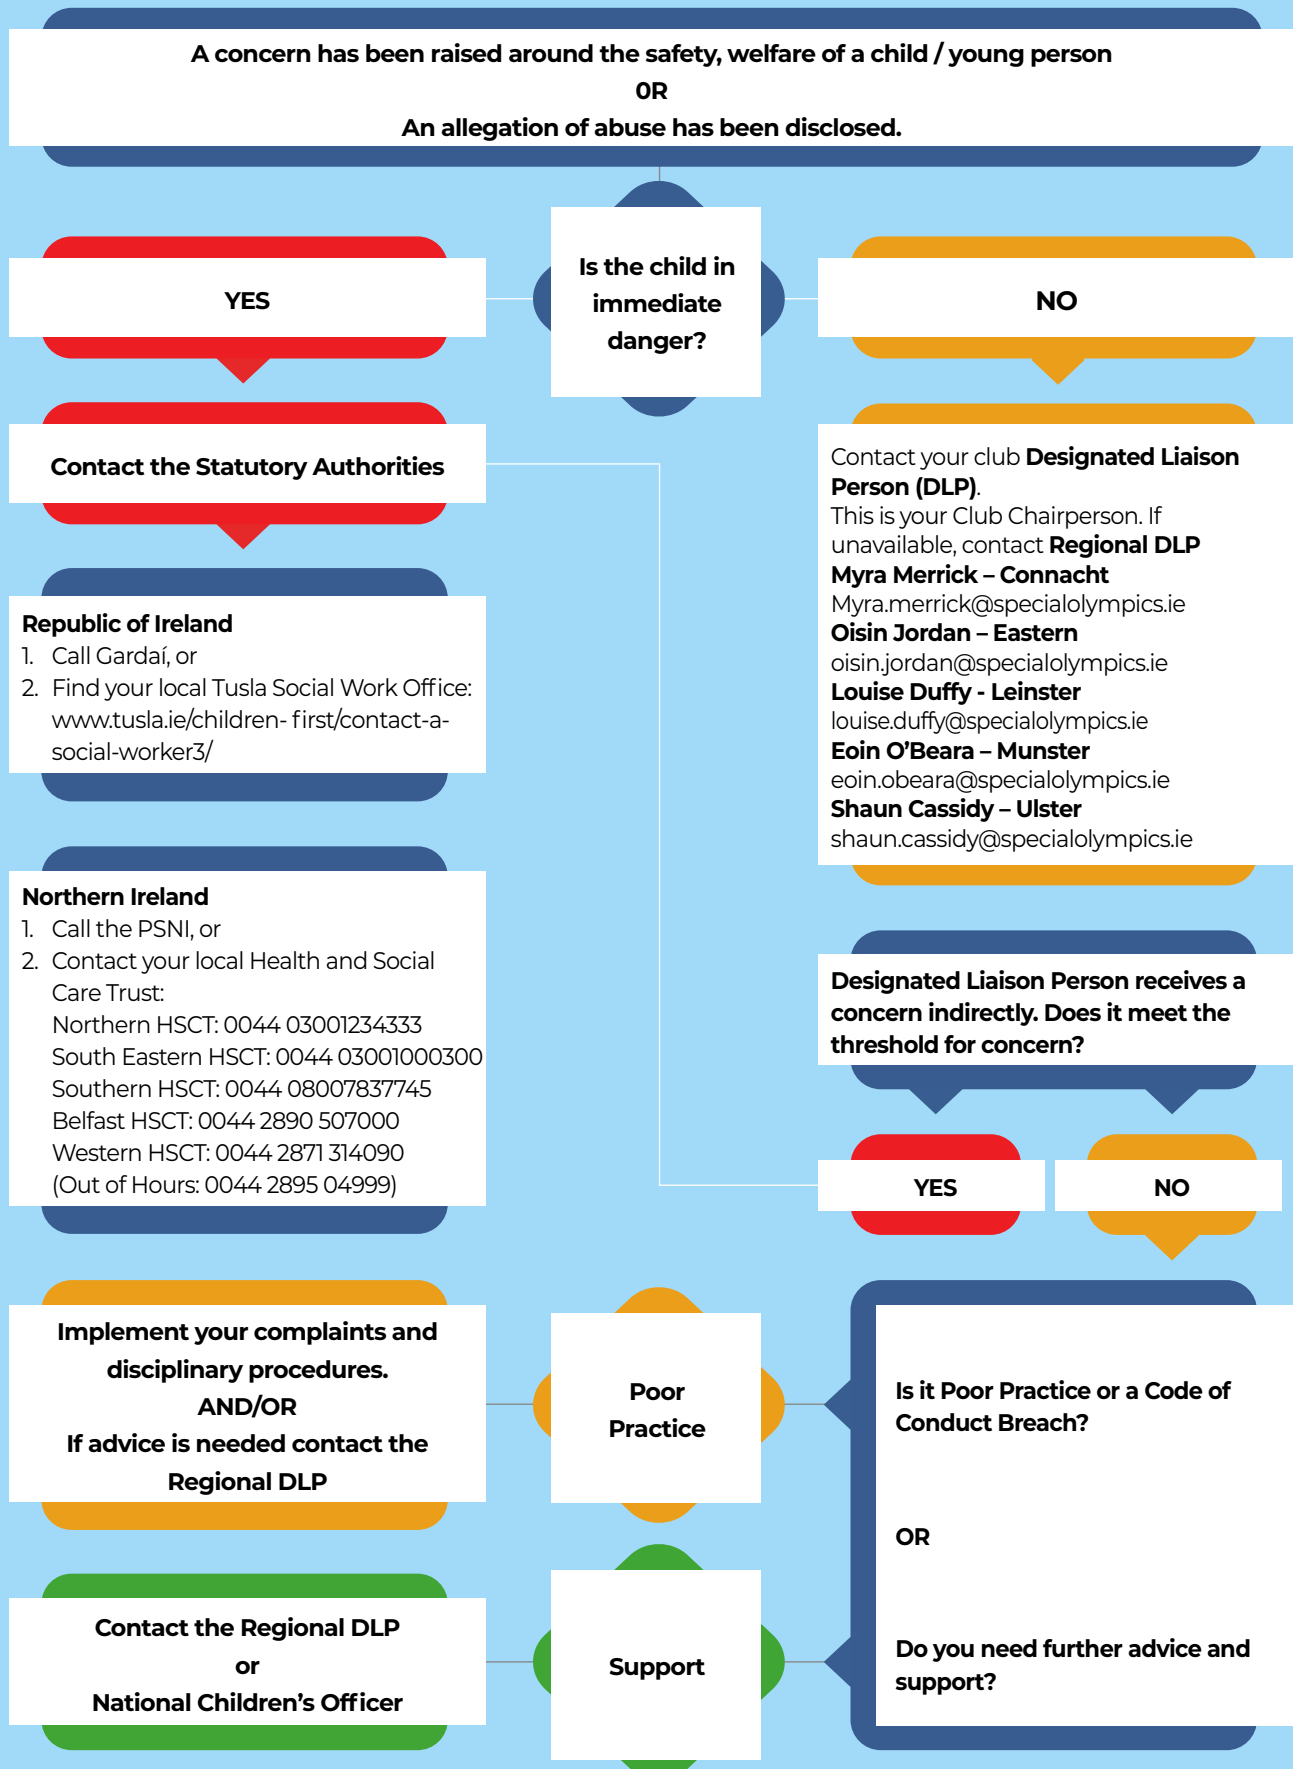 A concern has been raised around the safety, welfare of a child / young person
0R
An allegation of abuse has been disclosed.
Is the child in
immediate
danger?
YES
NO
Contact the Statutory Authorities
Republic of Ireland
1. Call Gardaí, or
2. Find your local Tusla Social Work Office:
www.tusla.ie/children- first/contact-a-
social-worker3/
Northern Ireland
1. Call the PSNI, or
2. Contact your local Health and Social
Care Trust:
Northern HSCT: 0044 03001234333
South Eastern HSCT: 0044 03001000300
Southern HSCT: 0044 08007837745
Belfast HSCT: 0044 2890 507000
Western HSCT: 0044 2871 314090
(Out of Hours: 0044 2895 04999)
Contact your club Designated Liaison
Person (DLP).
This is your Club Chairperson. If
unavailable, contact Regional DLP
Myra Merrick – Connacht
Myra.merrick@specialolympics.ie
Oisin Jordan – Eastern
oisin.jordan@specialolympics.ie
Louise Duffy - Leinster
louise.duffy@specialolympics.ie
Eoin O’Beara – Munster
eoin.obeara@specialolympics.ie
Shaun Cassidy – Ulster
shaun.cassidy@specialolympics.ie
Designated Liaison Person receives a
concern indirectly. Does it meet the
threshold for concern?
YES
NO
Is it Poor Practice or a Code of
Conduct Breach?
OR
Do you need further advice and
support?
Poor
Practice
Implement your complaints and
disciplinary procedures.
AND/OR
If advice is needed contact the
Regional DLP
Support
Contact the Regional DLP
or
National Children’s Officer